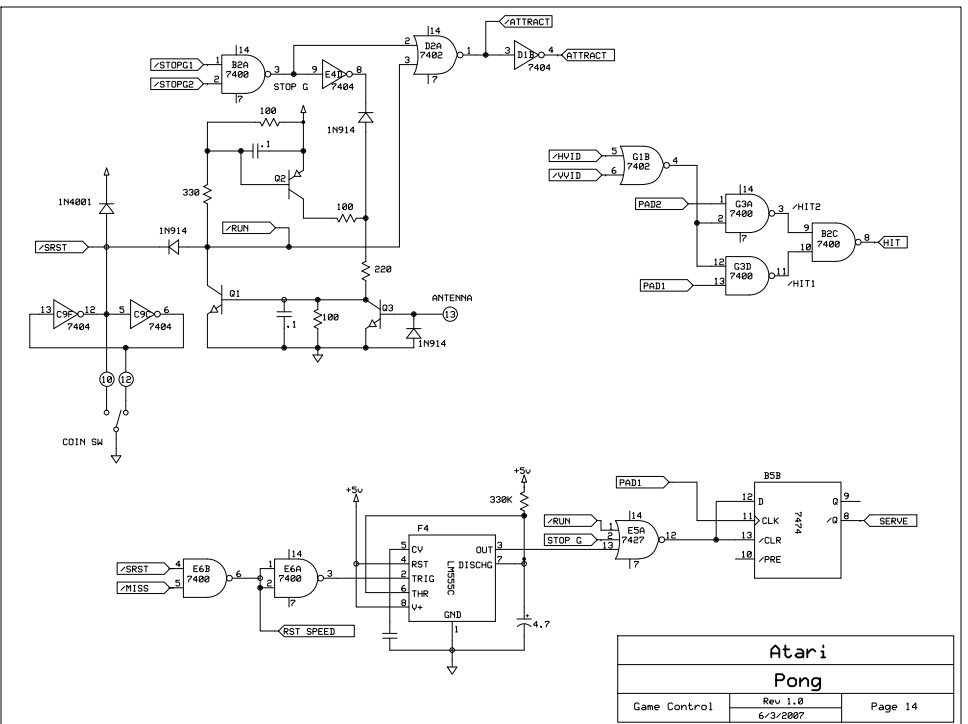 /ATTRACT
14
/STOPG1 1 B2A 7400 3
/STOPG2 2
7
STOP G
9 E4D 8
7404
2 14
D2A
7402 1
3
7
3 D1B 4 ATTRACT
7404
100
.1
1N914
Q2
330
100
1N4001
/RUN
1N914
/SRST
220
Q1
.1
100
Q3
ANTENNA
13
1N914
13 C9F 12
7404
5 C9C 6
7404
10 12
COIN SW
/HVID 5 G1B 4
/VVID 6 7402
PAD2 1 14
G3A 3 /HIT2
2 7400
7
12 G3D
7400 11 /HIT1
PAD1 13
9 B2C 8 HIT
10 7400
+5v
+5v
330K
F4
5 CV OUT 3
4 RST DISCHG 7
2 TRIG
6 THR
8 V+
LM555C
GND
1
4.7
/SRST 4 E6B 6
/MISS 5 7400
14
1 E6A 3
2 7400
7
RST SPEED
/RUN 1 14
STOP G 2 E5A 12
13 7427
7
PAD1
B5B
12 D Q 9
11 CLK /Q 8 SERVE
13 /CLR
10 /PRE
7474
Atari
Pong
Game Control
Rev 1.0
6/3/2007
Page 14